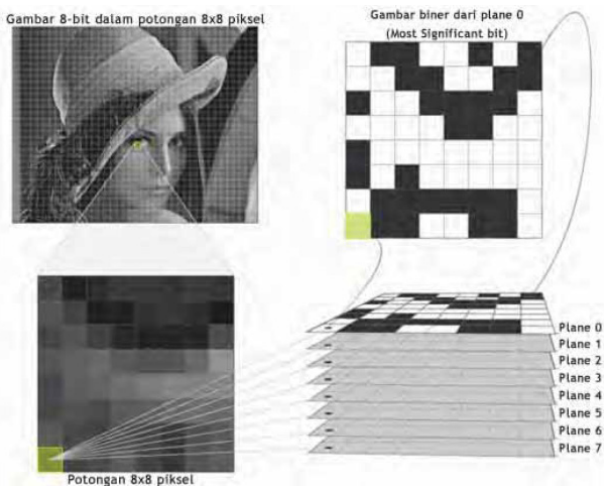 Gambar 8-bit dalam potongan 8x8 piksel
Gambar biner dari plane 0
(Most Significant bit)
Plane 0
Plane 1
Plane 2
Plane 3
Plane 4
Plane 5
Plane 6
Plane 7
Potongan 8x8 piksel